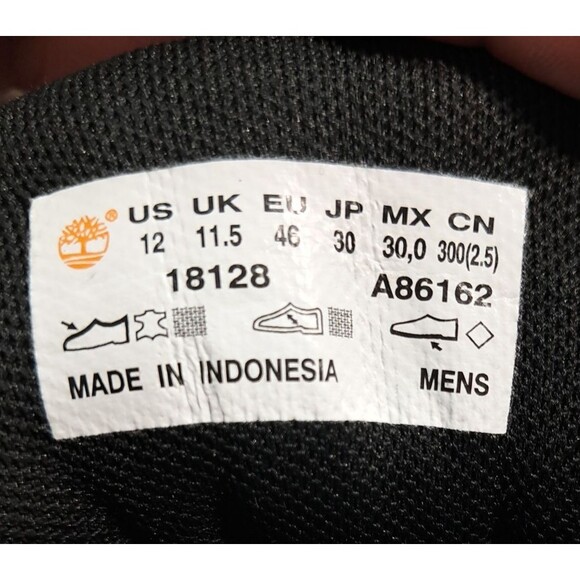 ® US UK EU JP MX CN
12 11.5 46 30 30,0 300(2.5)
18128 A86162
MADE IN INDONESIA MENS